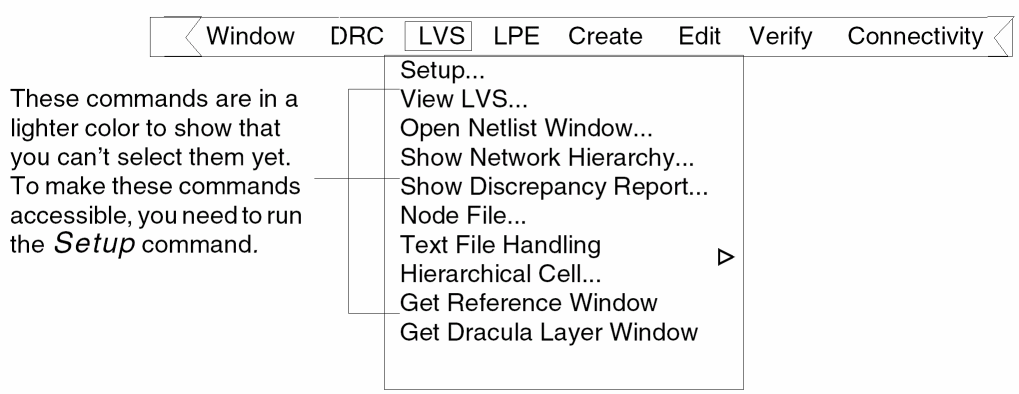 Window DRC LVS LPE Create Edit Verify Connectivity
These commands are in a
lighter color to show that
you can't select them yet.
To make these commands
accessible, you need to run
the Setup command.
Setup...
View LVS...
Open Netlist Window...
Show Network Hierarchy...
Show Discrepancy Report...
Node File...
Text File Handling
Hierarchical Cell...
Get Reference Window
Get Dracula Layer Window